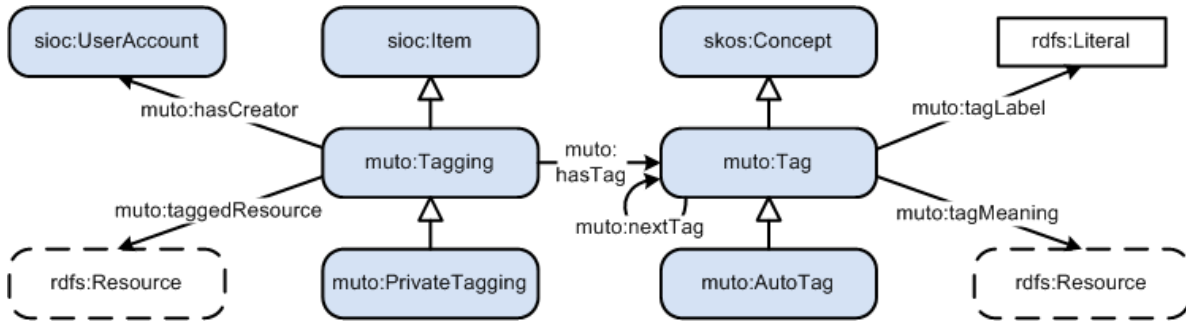 sioc:UserAccount
sioc:Item
skos:Concept
rdfs:Literal
muto:hasCreator
muto:tagLabel
muto:Tagging
muto:
hasTag
muto:Tag
muto:taggedResource
muto:nextTag
muto:tagMeaning
rdfs:Resource
muto:PrivateTagging
muto:AutoTag
rdfs:Resource